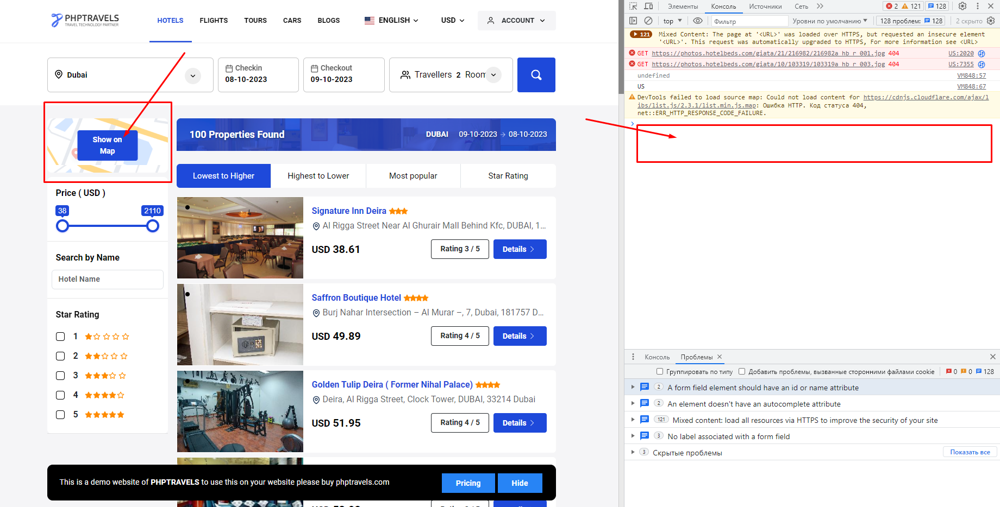 PHPTRAVELS
TRAVEL TECHNOLOGY PARTNER
HOTELS
FLIGHTS
TOURS
CARS
BLOGS
ENGLISH
USD
ACCOUNT
Dubai
Checkin
08-10-2023
Checkout
09-10-2023
Travellers 2 Room
Show on
Map
100 Properties Found
DUBAI 09-10-2023 → 08-10-2023
Lowest to Higher
Highest to Lower
Most popular
Star Rating
Price ( USD )
38
2110
Search by Name
Hotel Name
Star Rating
1
2
3
4
5
Signature Inn Deira
Al Rigga Street Near Al Ghurair Mall Behind Kfc, DUBAI, 1...
USD 38.61
Rating 3 / 5
Details
Saffron Boutique Hotel
Burj Nahar Intersection – Al Murar –, 7, Dubai, 181757 D...
USD 49.89
Rating 4 / 5
Details
Golden Tulip Deira ( Former Nihal Palace)
Deira, Al Rigga Street, Clock Tower, DUBAI, 33214 Dubai
USD 51.95
Rating 4 / 5
Details
This is a demo website of PHPTRAVELS to use this on your website please buy phptravels.com
Pricing
Hide
Элементы
Консоль
Источники
Сеть
2 121 128
top
Фильтр
Уровни по умолчанию
128 проблем: 128
2 скрыто
121 Mixed Content: The page at '<URL>' was loaded over HTTPS, but requested an insecure element
'<URL>'. This request was automatically upgraded to HTTPS, For more information see <URL>
GET https://photos.hotelbeds.com/giata/21/216982/216982a_hb_r_001.jpg 404 US:2020
GET https://photos.hotelbeds.com/giata/10/103319/103319a_hb_r_003.jpg 404 US:7355
undefined VM848:57
US VM848:67
DevTools failed to load source map: Could not load content for https://cdnjs.cloudflare.com/ajax/l
ibs/list.js/2.3.1/list.min.js.map: Ошибка HTTP. Код статуса 404,
net::ERR_HTTP_RESPONSE_CODE_FAILURE.
Консоль
Проблемы
Группировать по типу
Добавить проблемы, вызванные сторонними файлами cookie
0 0 128
2 A form field element should have an id or name attribute
2 An element doesn't have an autocomplete attribute
121 Mixed content: load all resources via HTTPS to improve the security of your site
3 No label associated with a form field
3 Скрытые проблемы
Показать все